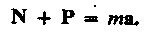 N + P = ma.